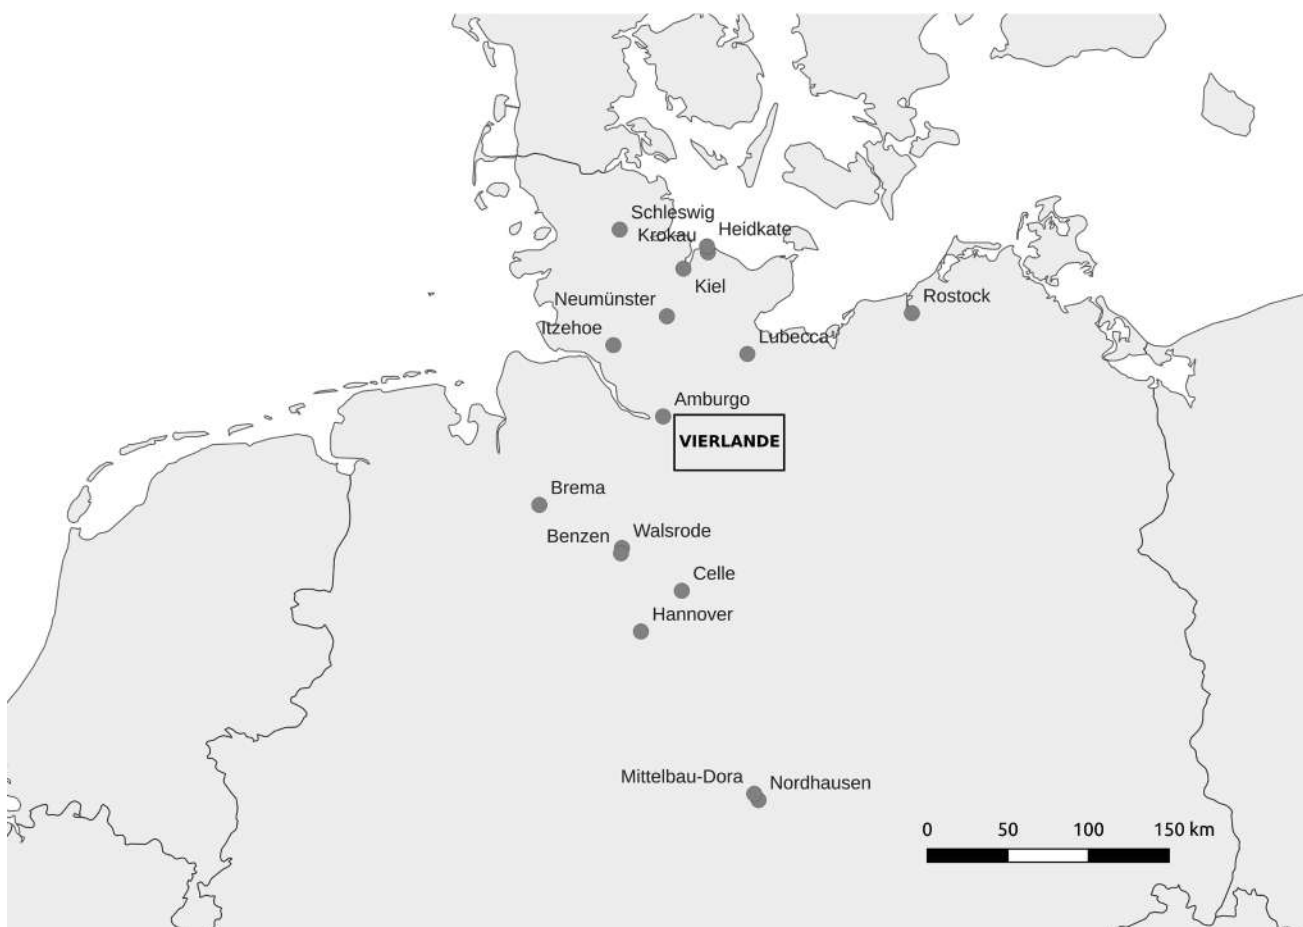 Schleswig
Heidkate
Krokau
Kiel
Neumünster
Rostock
Itzehoe
Lubecca
Amburgo
VIERLANDE
Brema
Walsrode
Benzen
Celle
Hannover
Mittelbau-Dora
Nordhausen
0 50 100 150 km